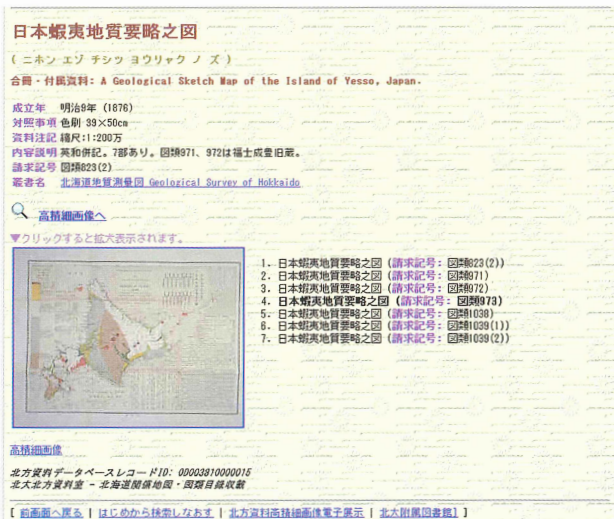 日本蝦夷地質要略之図
( ニホン エゾ チシツ ヨウリャク ノ ズ )
合冊・付属資料: A Geological Sketch Map of the Island of Yesso, Japan.
成立年 明治9年 (1876)
対照事項 色刷 39×50cm
資料注記 縮尺:1:200万
内容説明 英和併記。7部あり。図類971、972は福士成豊旧蔵。
請求記号 図類823(2)
叢書名 北海道地質測量図 Geological Survey of Hokkaido
高精細画像へ
▼クリックすると拡大表示されます。
1. 日本蝦夷地質要略之図 (請求記号: 図類823(2))
2. 日本蝦夷地質要略之図 (請求記号: 図類971)
3. 日本蝦夷地質要略之図 (請求記号: 図類972)
4. 日本蝦夷地質要略之図 (請求記号: 図類973)
5. 日本蝦夷地質要略之図 (請求記号: 図類1038)
6. 日本蝦夷地質要略之図 (請求記号: 図類1039(1))
7. 日本蝦夷地質要略之図 (請求記号: 図類1039(2))
高精細画像
北方資料データベースレコードID: 0D003810000015
北大北方資料室 - 北海道関係地図・図類目録収載
[ 前画面へ戻る | はじめから検索しなおす | 北方資料高精細画像電子展示 | 北大附属図書館] ]